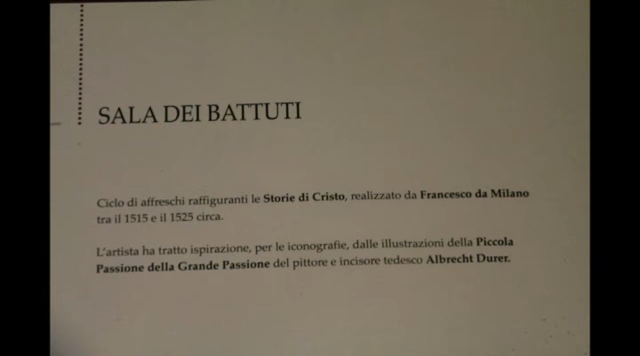 SALA DEI BATTUTI
Ciclo di affreschi raffiguranti le Storie di Cristo, realizzato da Francesco da Milano
tra il 1515 e il 1525 circa.
L'artista ha tratto ispirazione, per le iconografie, dalle illustrazioni della Piccola
Passione della Grande Passione del pittore e incisore tedesco Albrecht Durer.